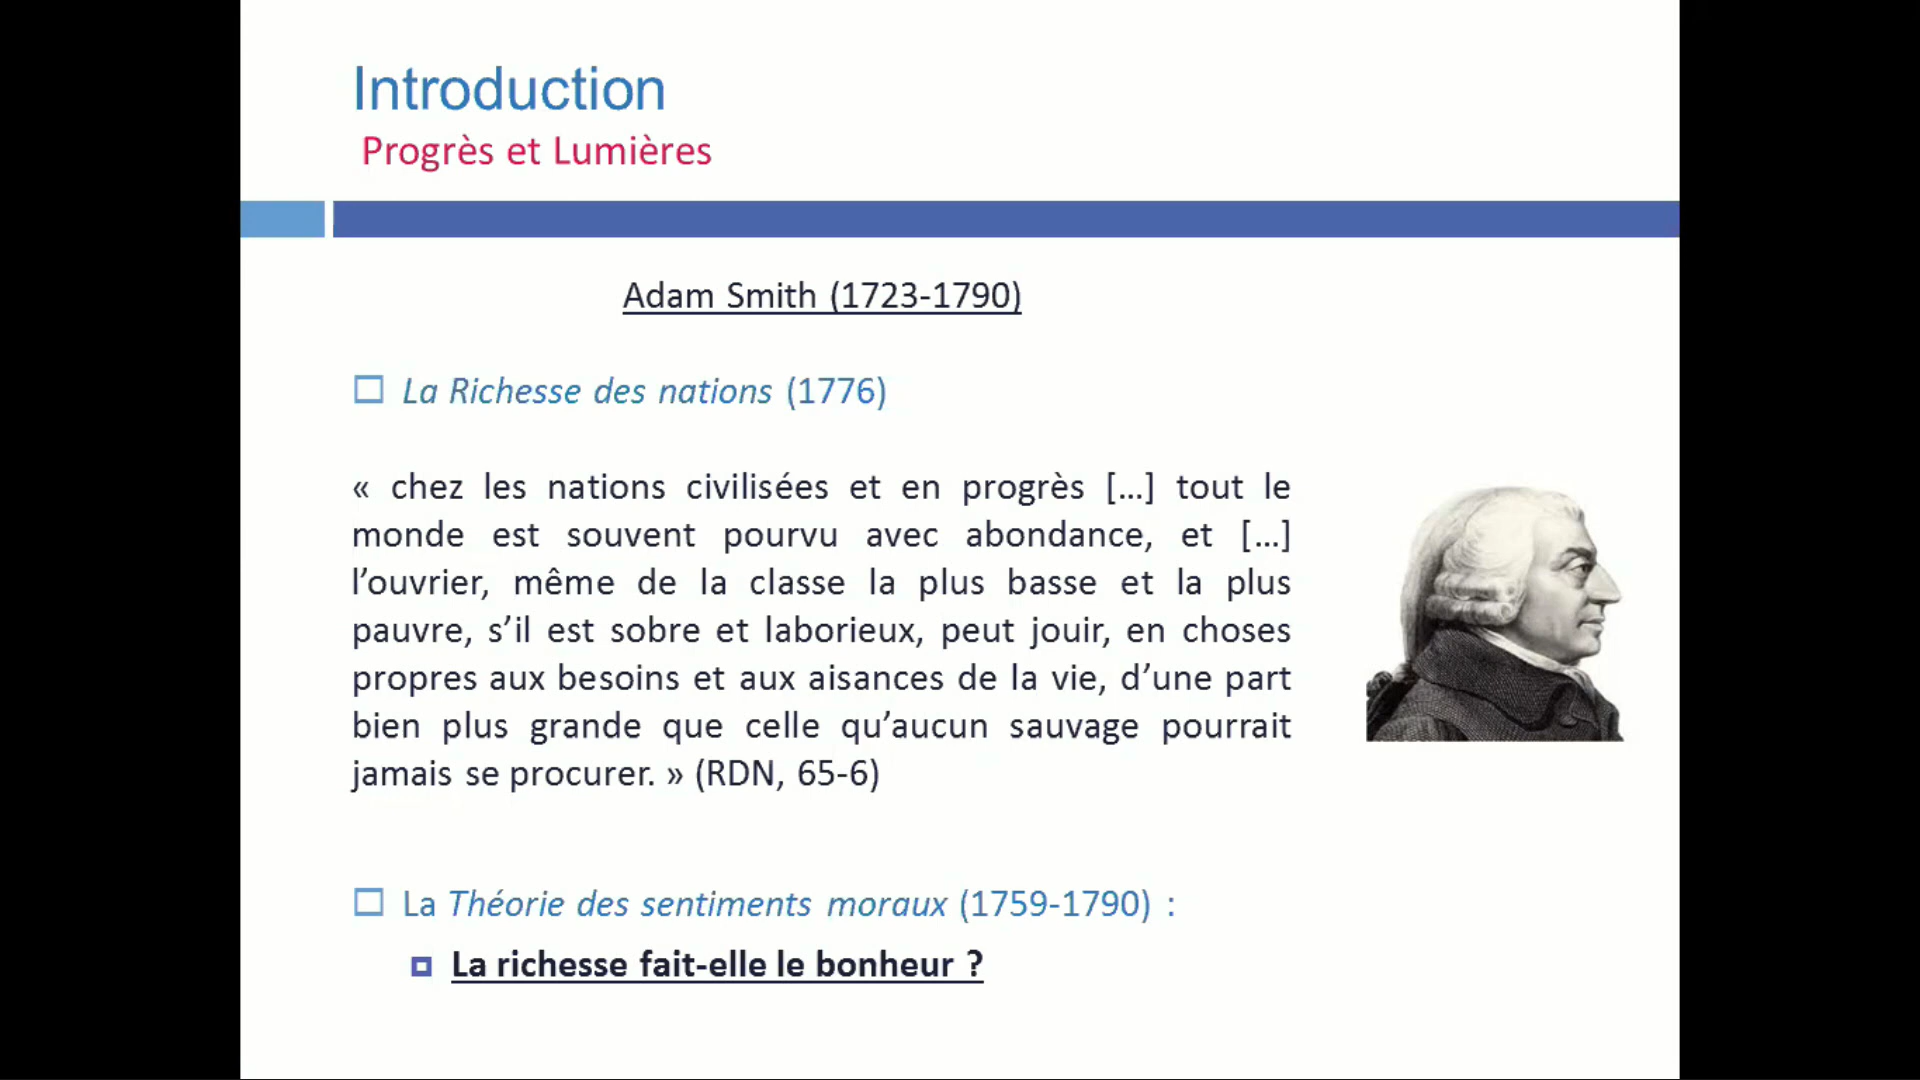 Introduction
Progrès et Lumières
Adam Smith (1723-1790)
La Richesse des nations (1776)
« chez les nations civilisées et en progrès [...] tout le
monde est souvent pourvu avec abondance, et [...]
l’ouvrier, même de la classe la plus basse et la plus
pauvre, s’il est sobre et laborieux, peut jouir, en choses
propres aux besoins et aux aisances de la vie, d’une part
bien plus grande que celle qu’aucun sauvage pourrait
jamais se procurer. » (RDN, 65-6)
La Théorie des sentiments moraux (1759-1790) :
La richesse fait-elle le bonheur ?